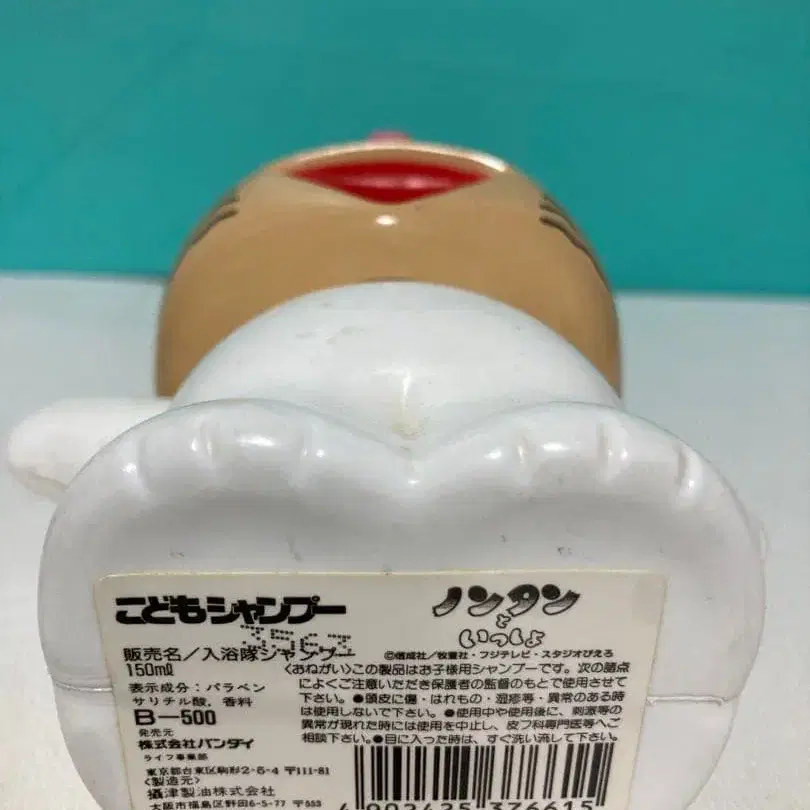 こどもシャンプー
ノンタン
と
いっしょ
3563
販売名/入浴隊シャンプー
©偕成社/牧童社・フジテレビ・スタジオぴえろ
150㎖
〈おねがい〉この製品はお子様用シャンプーです。次の諸点
によくご注意いただき保護者の監督のもとで使用させて
下さい。●頭皮に傷・はれもの・湿疹等・異常のある時
は使用しないで下さい。●使用中や使用後に、刺激等の
異常が現れた時には使用を中止し、皮フ科専門医等へご
相談下さい。●目に入った時は、すぐ洗い流して下さい。
表示成分:パラベン
サリチル酸, 香料
B-500
発売元
株式会社バンダイ
ライフ事業部
東京都台東区駒形2-5-4 〒111-81
〔製造元〕
攝津製油株式会社
大阪市福島区野田6-5-77 〒553
4 902425 376615